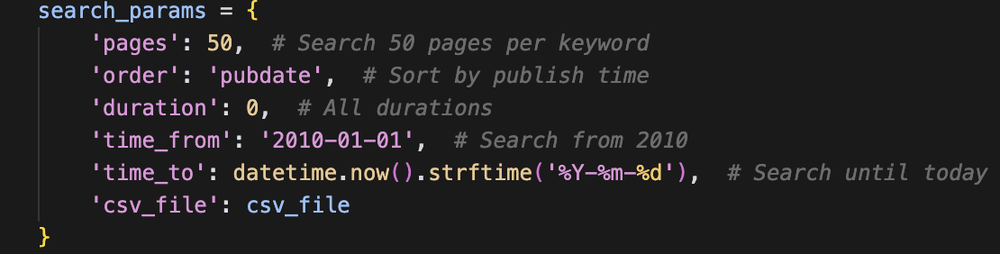 search_params = {
    'pages': 50,  # Search 50 pages per keyword
    'order': 'pubdate',  # Sort by publish time
    'duration': 0,  # All durations
    'time_from': '2010-01-01',  # Search from 2010
    'time_to': datetime.now().strftime('%Y-%m-%d'),  # Search until today
    'csv_file': csv_file
}